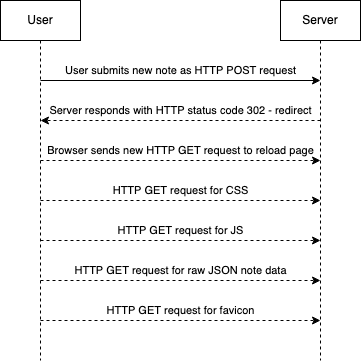 User
Server
User submits new note as HTTP POST request
Server responds with HTTP status code 302 - redirect
Browser sends new HTTP GET request to reload page
HTTP GET request for CSS
HTTP GET request for JS
HTTP GET request for raw JSON note data
HTTP GET request for favicon